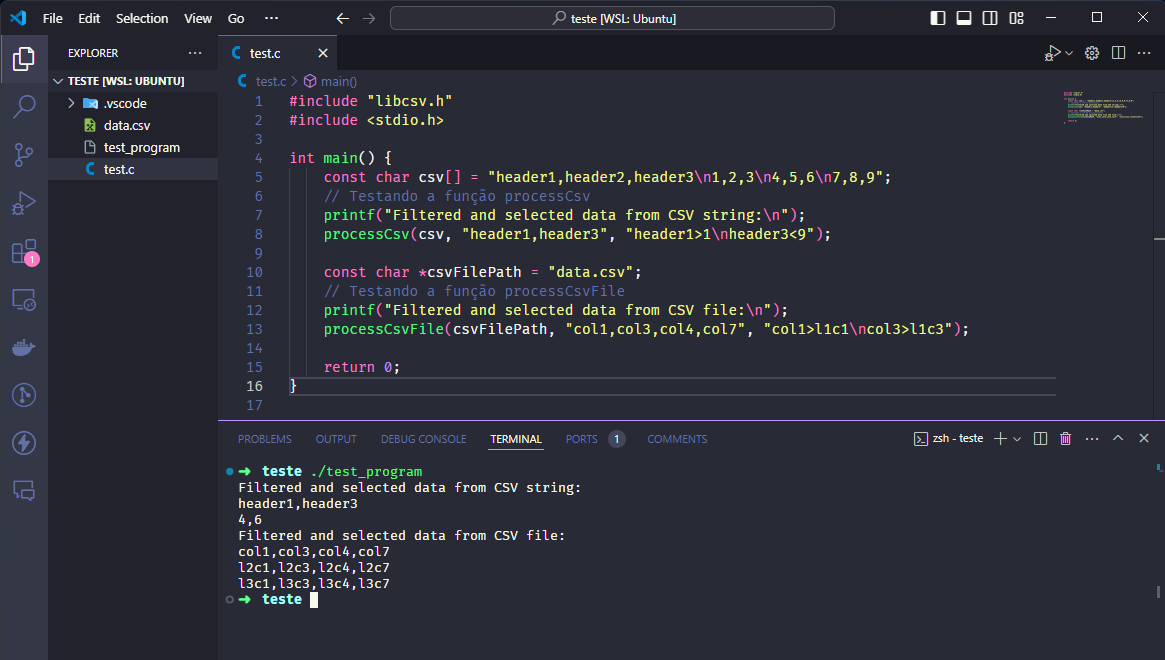 File Edit Selection View Go ··· teste [WSL: Ubuntu]
EXPLORER ···
TESTE [WSL: UBUNTU]
.vscode
data.csv
test_program
test.c
1
test.c
test.c > main()
1 #include "libcsv.h"
2 #include <stdio.h>
3
4 int main() {
5 const char csv[] = "header1,header2,header3\n1,2,3\n4,5,6\n7,8,9";
6 // Testando a função processCsv
7 printf("Filtered and selected data from CSV string:\n");
8 processCsv(csv, "header1,header3", "header1>1\nheader3<9");
9
10 const char *csvFilePath = "data.csv";
11 // Testando a função processCsvFile
12 printf("Filtered and selected data from CSV file:\n");
13 processCsvFile(csvFilePath, "col1,col3,col4,col7", "col1>l1c1\ncol3>l1c3");
14
15 return 0;
16 }
17
PROBLEMS OUTPUT DEBUG CONSOLE TERMINAL PORTS 1 COMMENTS zsh - teste
➜ teste ./test_program
Filtered and selected data from CSV string:
header1,header3
4,6
Filtered and selected data from CSV file:
col1,col3,col4,col7
l2c1,l2c3,l2c4,l2c7
l3c1,l3c3,l3c4,l3c7
➜ teste